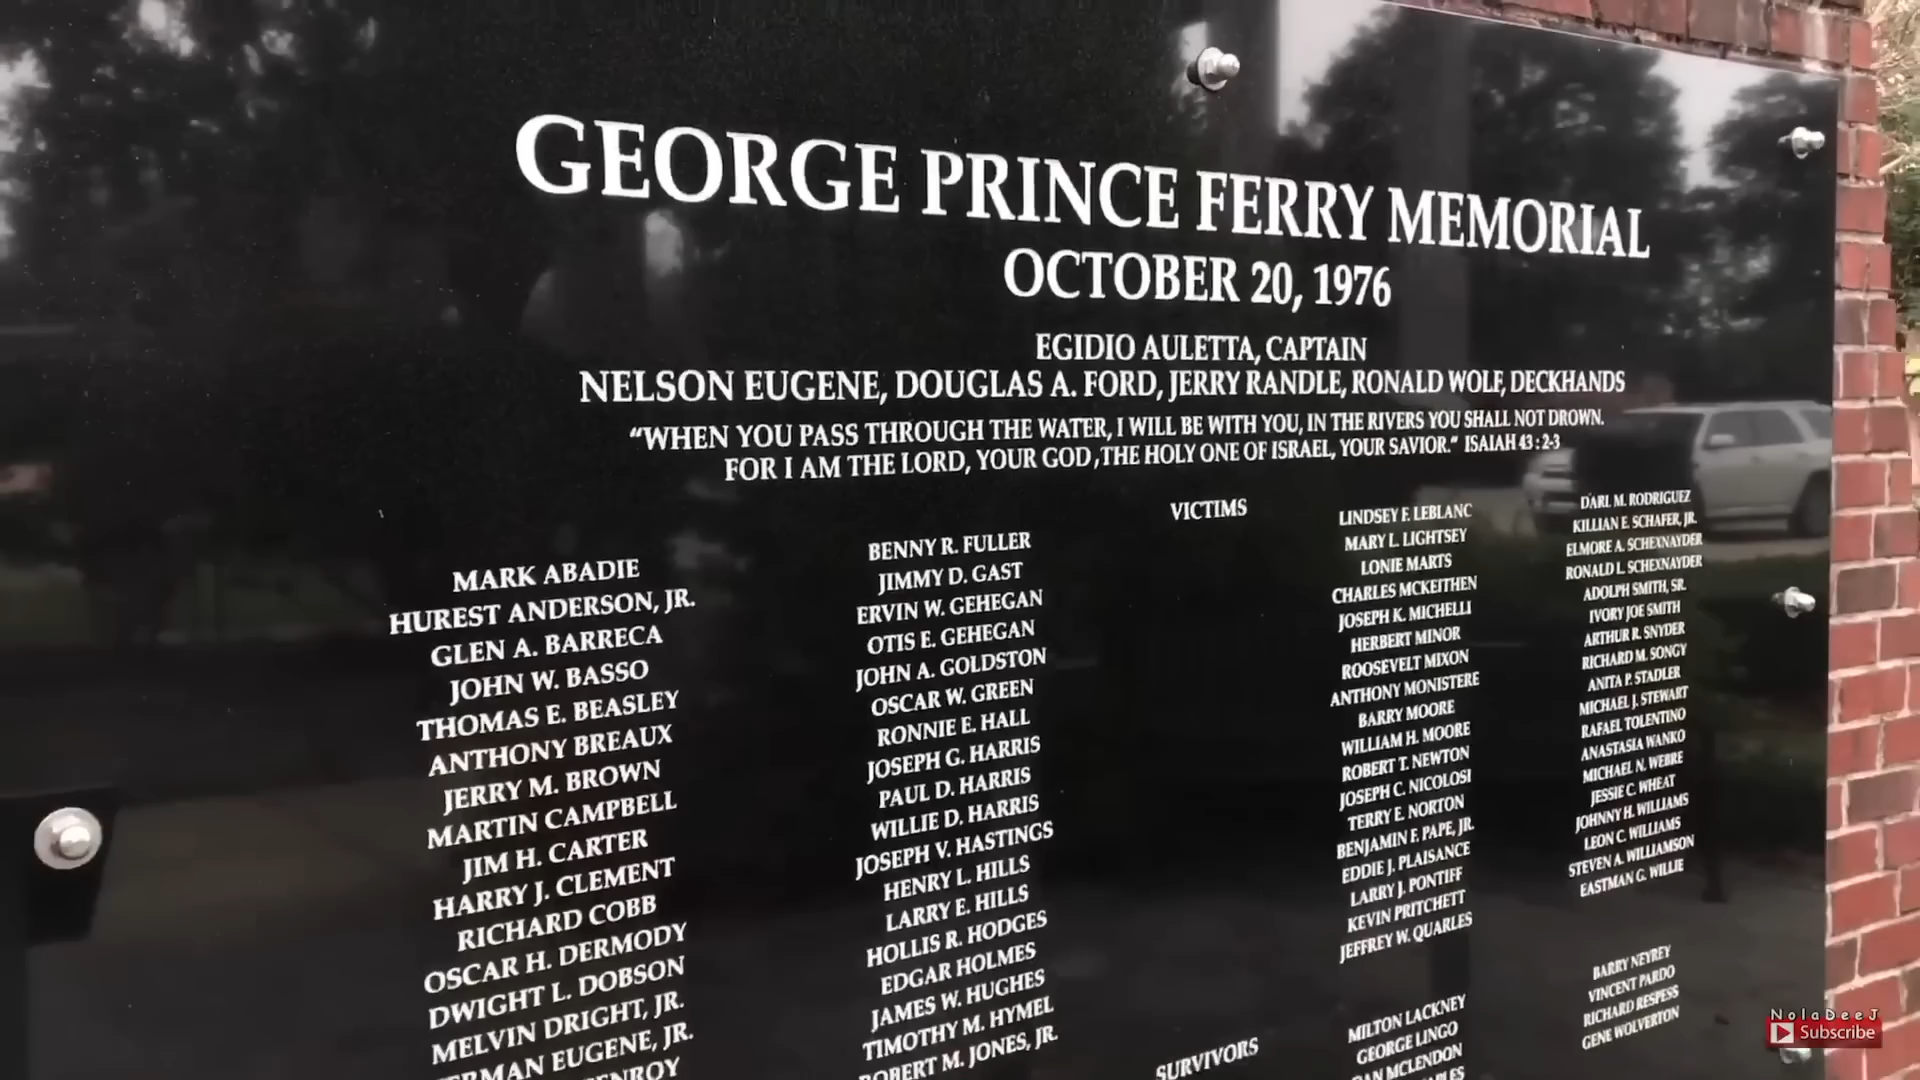 GEORGE PRINCE FERRY MEMORIAL
OCTOBER 20, 1976
EGIDIO AULETTA, CAPTAIN
NELSON EUGENE, DOUGLAS A. FORD, JERRY RANDLE, RONALD WOLF, DECKHANDS
“WHEN YOU PASS THROUGH THE WATER, I WILL BE WITH YOU, IN THE RIVERS YOU SHALL NOT DROWN.
FOR I AM THE LORD, YOUR GOD, THE HOLY ONE OF ISRAEL, YOUR SAVIOR.” ISAIAH 43:2-3
VICTIMS
MARK ABADIE
HUREST ANDERSON, JR.
GLEN A. BARRECA
JOHN W. BASSO
THOMAS E. BEASLEY
ANTHONY BREAUX
JERRY M. BROWN
MARTIN CAMPBELL
JIM H. CARTER
HARRY J. CLEMENT
RICHARD COBB
OSCAR H. DERMODY
DWIGHT L. DOBSON
MELVIN DRIGHT, JR.
EUGENE, JR.
BENNY R. FULLER
JIMMY D. GAST
ERVIN W. GEHEGAN
OTIS E. GEHEGAN
JOHN A. GOLDSTON
OSCAR W. GREEN
RONNIE E. HALL
JOSEPH G. HARRIS
PAUL D. HARRIS
WILLIE D. HARRIS
JOSEPH V. HASTINGS
HENRY L. HILLS
LARRY E. HILLS
HOLLIS R. HODGES
EDGAR HOLMES
JAMES W. HUGHES
TIMOTHY M. HYMEL
ROBERT M. JONES, JR.
LINDSEY F. LEBLANC
MARY L. LIGHTSEY
LONIE MARTS
CHARLES MCKEITHEN
JOSEPH K. MICHELLI
HERBERT MINOR
ROOSEVELT MIXON
ANTHONY MONISTERE
BARRY MOORE
WILLIAM H. MOORE
ROBERT T. NEWTON
JOSEPH C. NICOLOSI
TERRY E. NORTON
BENJAMIN F. PAPE, JR.
EDDIE J. PLAISANCE
LARRY J. PONTIFF
KEVIN PRITCHETT
JEFFREY W. QUARLES
D'ARL M. RODRIGUEZ
KILLIAN E. SCHAFER, JR.
ELMORE A. SCHEXNAYDER
RONALD L. SCHEXNAYDER
ADOLPH SMITH, SR.
IVORY JOE SMITH
ARTHUR R. SNYDER
RICHARD M. SONGY
ANITA P. STADLER
MICHAEL J. STEWART
RAFAEL TOLENTINO
ANASTASIA WANKO
MICHAEL N. WEBRE
JESSIE C. WHEAT
JOHNNY H. WILLIAMS
LEON C. WILLIAMS
STEVEN A. WILLIAMSON
EASTMAN G. WILLIE
SURVIVORS
MILTON LACKNEY
GEORGE LINGO
MCLENDON
BARRY NEYREY
VINCENT PARDO
RICHARD RESPESS
GENE WOLVERTON
NolaDeeJ
Subscribe